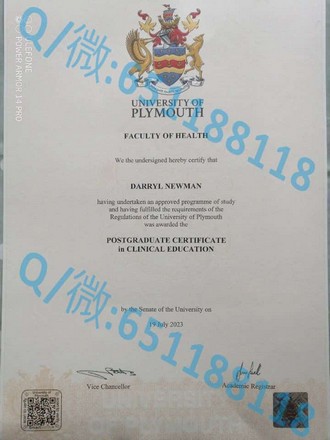 Q/微:651188118
UNIVERSITY OF
PLYMOUTH
FACULTY OF HEALTH
We the undersigned hereby certify that
DARRYL NEWMAN
having undertaken an approved programme of study
and having fulfilled the requirements of the
Regulations of the University of Plymouth
was awarded the
POSTGRADUATE CERTIFICATE
in CLINICAL EDUCATION
by the Senate of the University on
19 July 2023
Q/微:651188118
Vice Chancellor
Academic Registrar